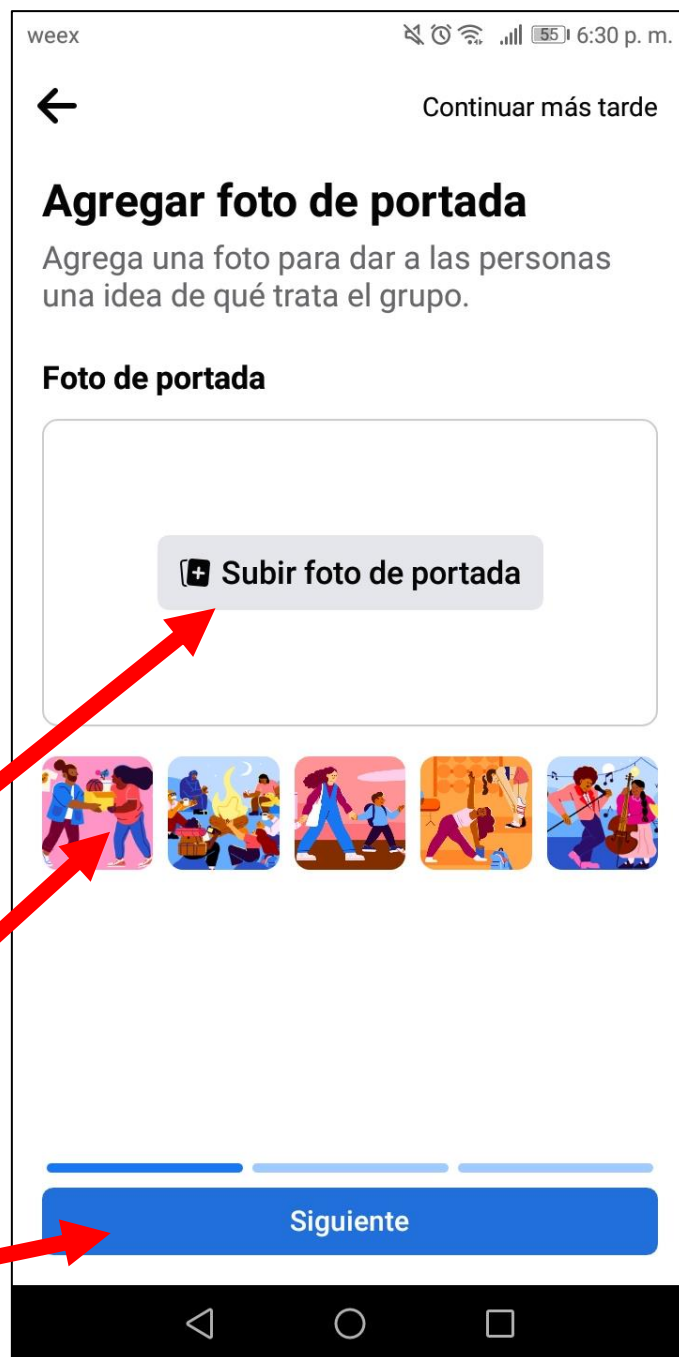 weex 55 6:30 p. m.
Continuar más tarde
Agregar foto de portada
Agrega una foto para dar a las personas
una idea de qué trata el grupo.
Foto de portada
Subir foto de portada
Siguiente